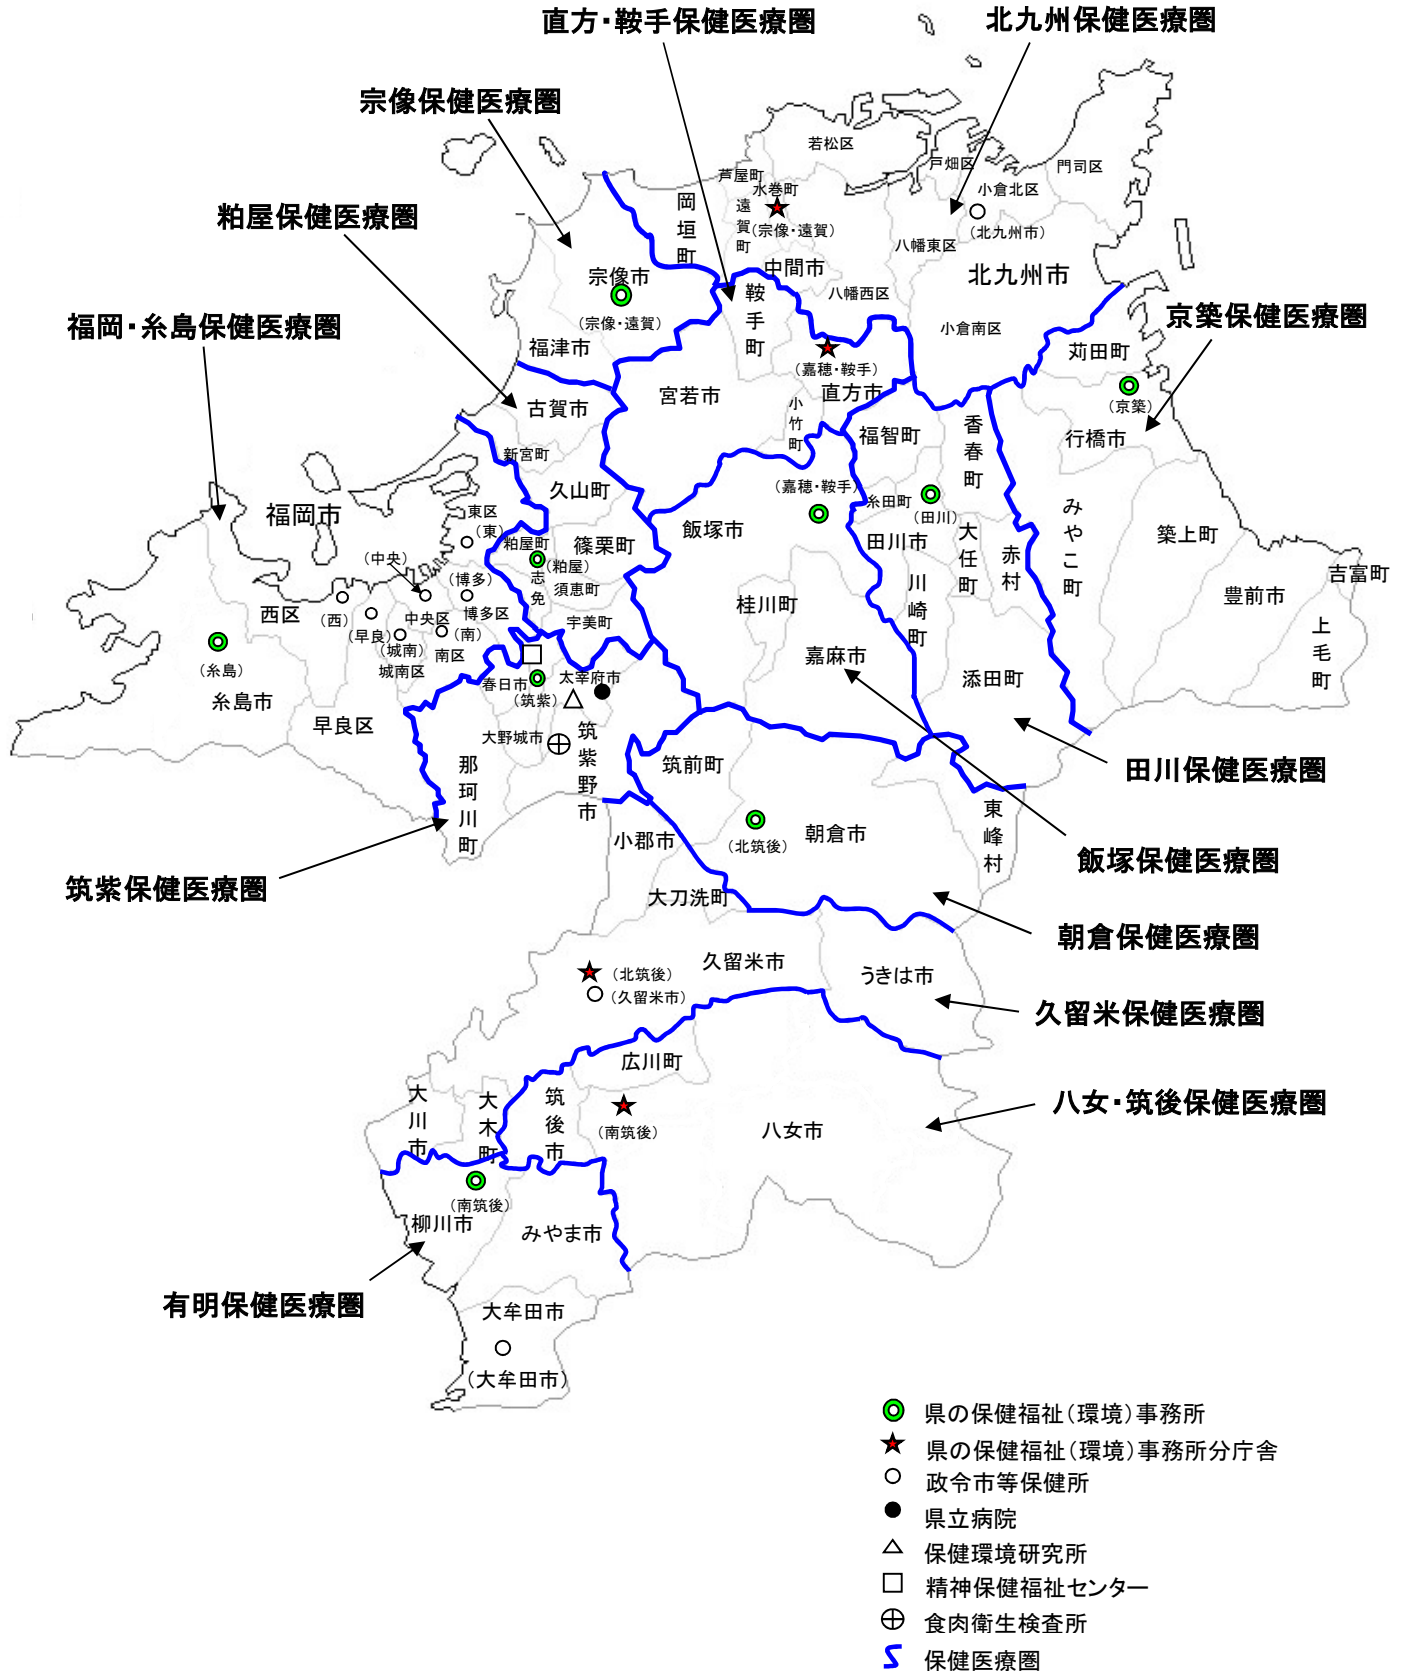 直方・鞍手保健医療圏
北九州保健医療圏
宗像保健医療圏
粕屋保健医療圏
福岡・糸島保健医療圏
京築保健医療圏
若松区
戸畑区
門司区
芦屋町
水巻町
小倉北区
岡垣町
遠賀町
(宗像・遠賀)
(北九州市)
八幡東区
北九州市
中間市
宗像市
鞍手町
八幡西区
(宗像・遠賀)
小倉南区
福津市
苅田町
(嘉穂・鞍手)
直方市
宮若市
古賀市
小竹町
(京築)
福智町
香春町
行橋市
新宮町
久山町
(嘉穂・鞍手)
糸田町
(田川)
みやこ町
福岡市
東区
(東)
飯塚市
田川市
大任町
赤村
築上町
粕屋町
篠栗町
(粕屋)
志免
須恵町
(中央)
(博多)
川崎町
吉富町
豊前市
桂川町
西区
(西)
(早良)
中央区
博多区
(城南)
(南)
宇美町
上毛町
南区
城南区
嘉麻市
(糸島)
糸島市
春日市
太宰府市
(筑紫)
添田町
早良区
大野城市
筑紫野市
那珂川町
筑前町
田川保健医療圏
東峰村
小郡市
(北筑後)
朝倉市
飯塚保健医療圏
筑紫保健医療圏
大刀洗町
朝倉保健医療圏
久留米市
(北筑後)
うきは市
(久留米市)
久留米保健医療圏
広川町
大川市
大木町
筑後市
八女・筑後保健医療圏
(南筑後)
八女市
(南筑後)
柳川市
みやま市
有明保健医療圏
大牟田市
(大牟田市)
県の保健福祉(環境)事務所
県の保健福祉(環境)事務所分庁舎
政令市等保健所
県立病院
保健環境研究所
精神保健福祉センター
食肉衛生検査所
保健医療圏